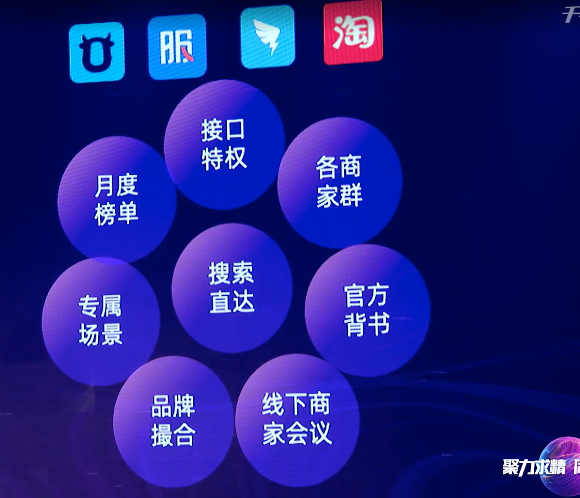 服
淘
接口
特权
各商
家群
月度
榜单
搜索
直达
专属
场景
官方
背书
品牌
撮合
线下商
家会议
聚力求精